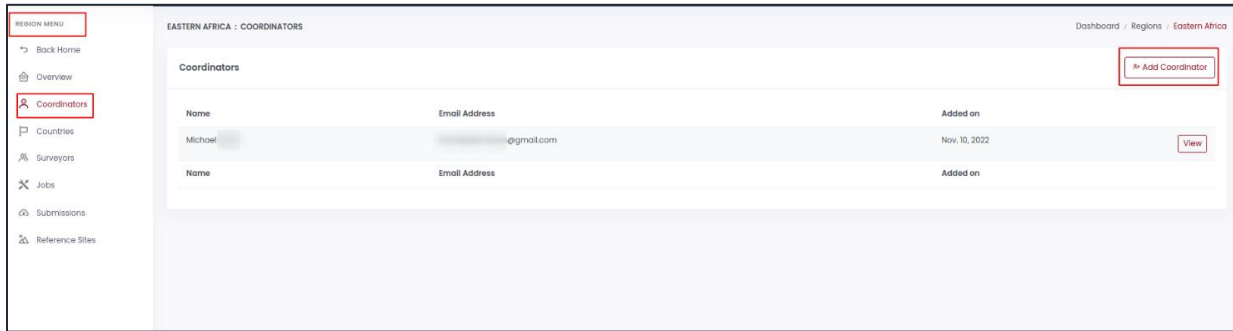 REGION MENU
Back Home
Overview
Coordinators
Countries
Surveyors
Jobs
Submissions
Reference Sites
EASTERN AFRICA : COORDINATORS
Dashboard / Regions / Eastern Africa
Coordinators
Add Coordinator
Name Email Address Added on
Michael @gmail.com Nov. 10, 2022 View
Name Email Address Added on